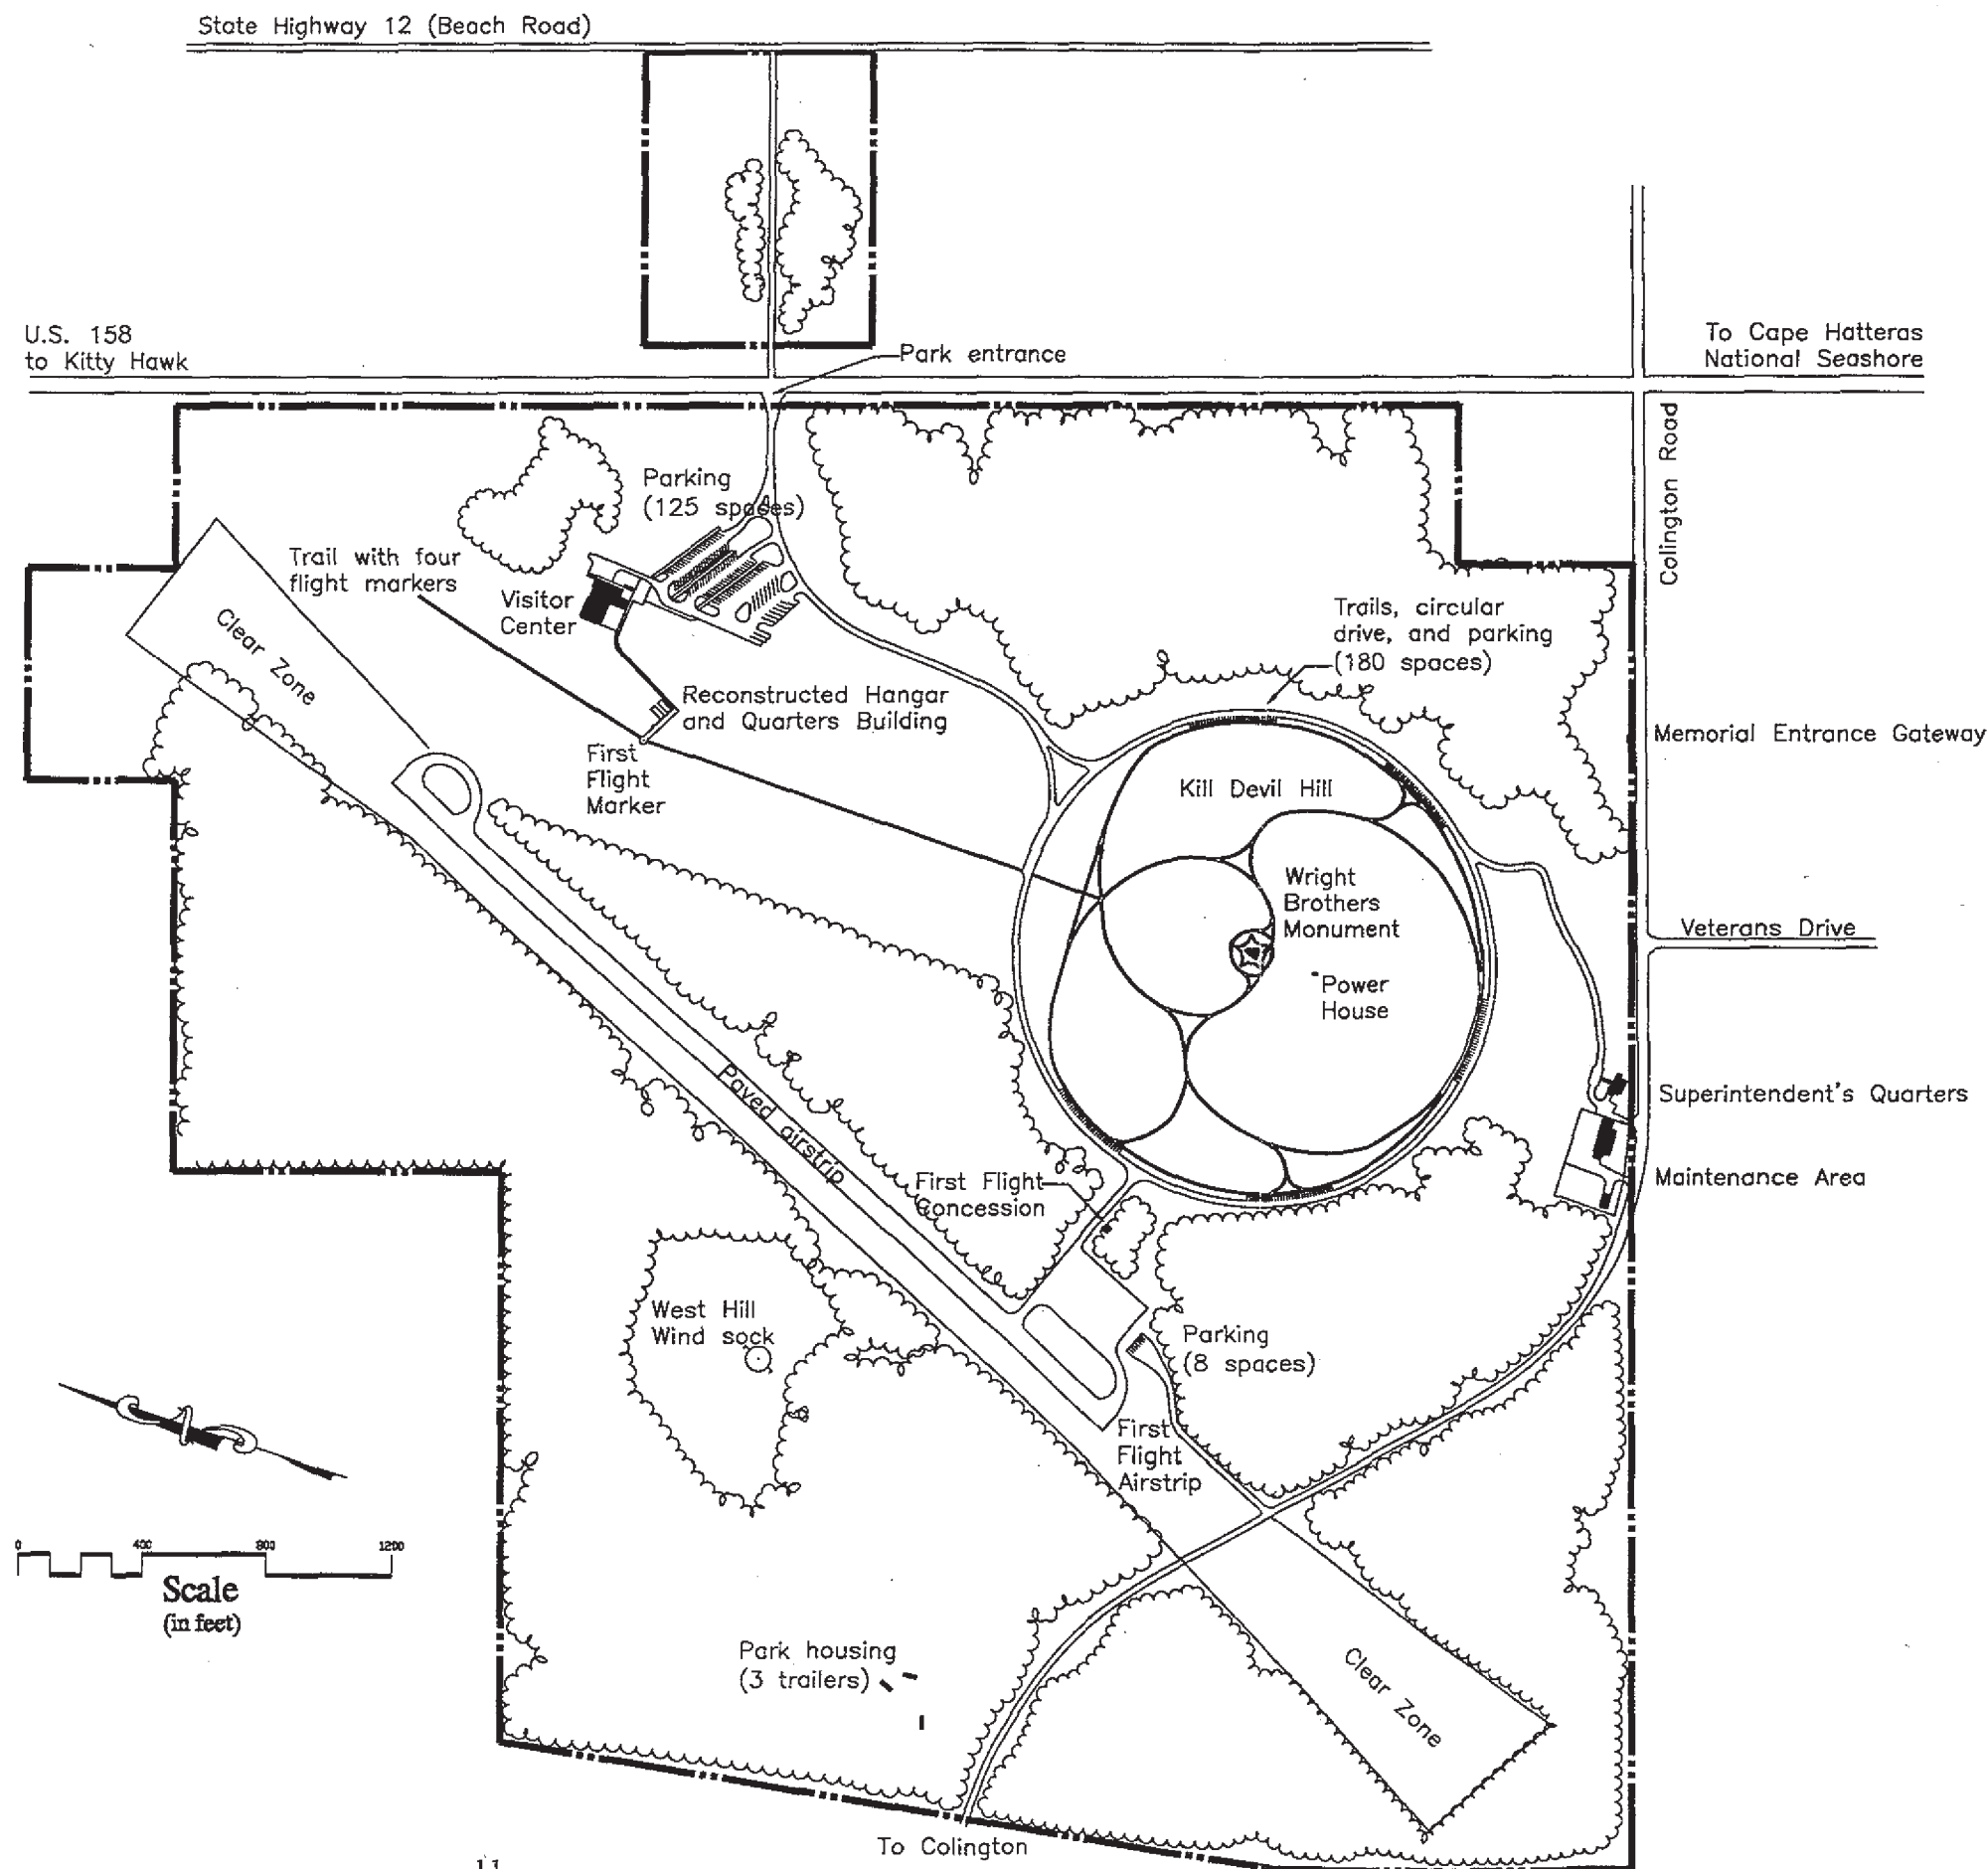 State Highway 12 (Beach Road)
U.S. 158
to Kitty Hawk
Park entrance
To Cape Hatteras
National Seashore
Colington Road
Parking
(125 spaces)
Trail with four
flight markers
Visitor
Center
Clear Zone
Trails, circular
drive, and parking
(180 spaces)
Reconstructed Hangar
and Quarters Building
First
Flight
Marker
Memorial Entrance Gateway
Kill Devil Hill
Wright
Brothers
Monument
Veterans Drive
Power
House
Paved airstrip
Superintendent's Quarters
First Flight
Concession
Maintenance Area
West Hill
Wind sock
Parking
(8 spaces)
First
Flight
Airstrip
0 400 800 1200
Scale
(in feet)
Park housing
(3 trailers)
Clear Zone
To Colington
11